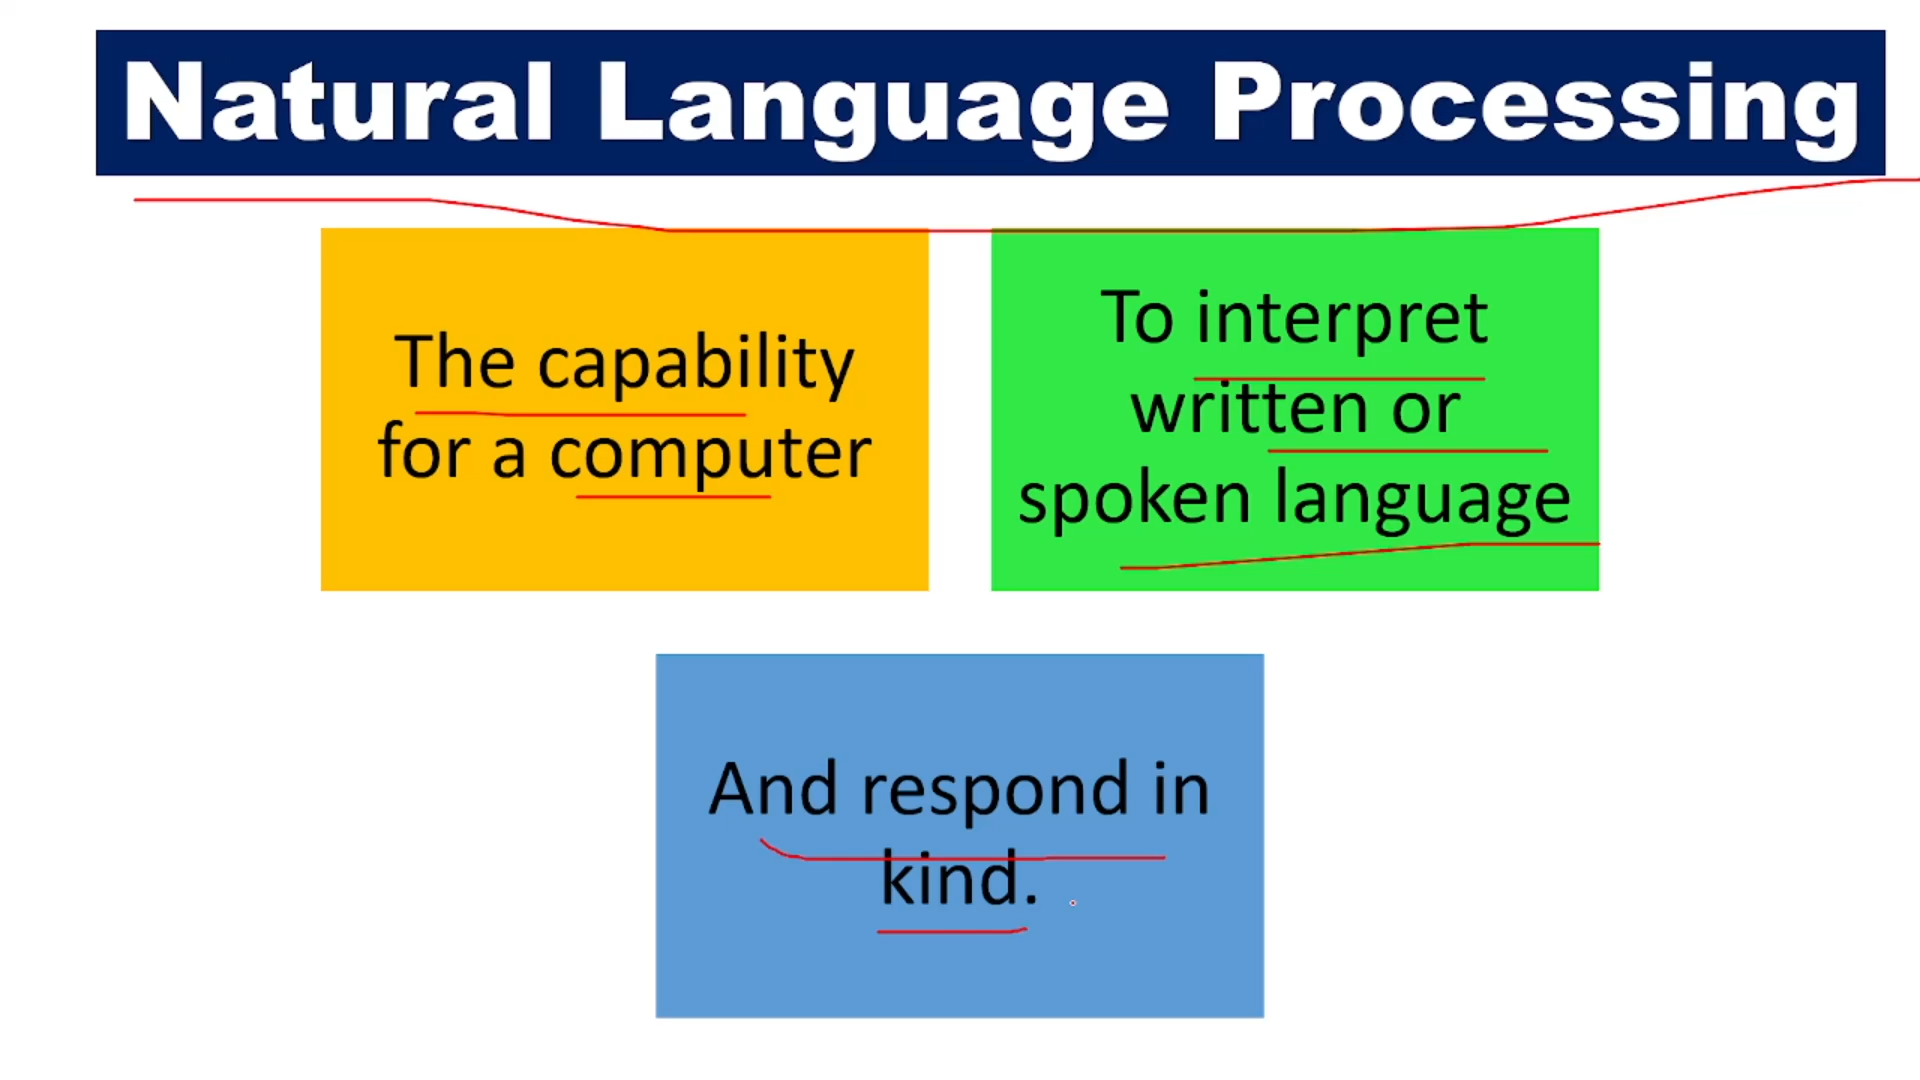 Natural Language Processing
The capability
for a computer
To interpret
written or
spoken language
And respond in
kind.